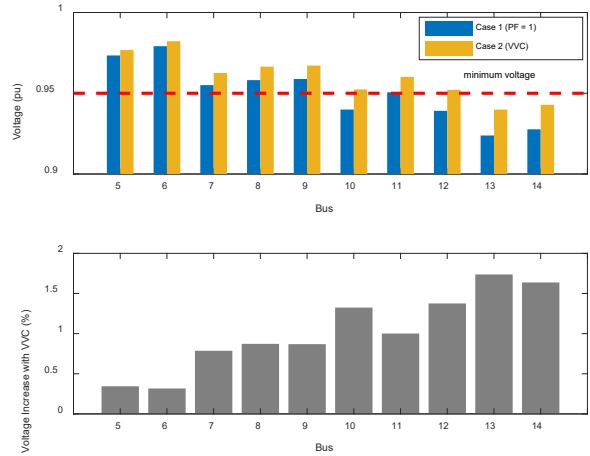 1
Case 1 (PF = 1)
Case 2 (VVC)
minimum voltage
0.95
0.9
Voltage (pu)
5 6 7 8 9 10 11 12 13 14
Bus
2
1.5
1
0.5
0
Voltage Increase with VVC (%)
5 6 7 8 9 10 11 12 13 14
Bus